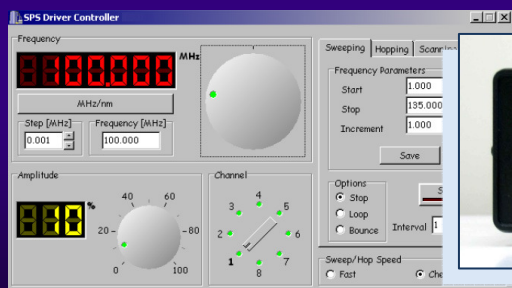 SPS Driver Controller
Frequency
100.000 MHz
MHz/nm
Step [MHz] Frequency [MHz]
0.001 100.000
Amplitude
10 %
0 20 40 60 80 100
Channel
1 2 3 4 5 6 7 8
Sweeping Hopping
Frequency Parameters
Start 1.000
Stop 135.000
Increment 1.000
Save
Options
Stop
Loop
Bounce
Interval 1
Sweep/Hop Speed
Fast